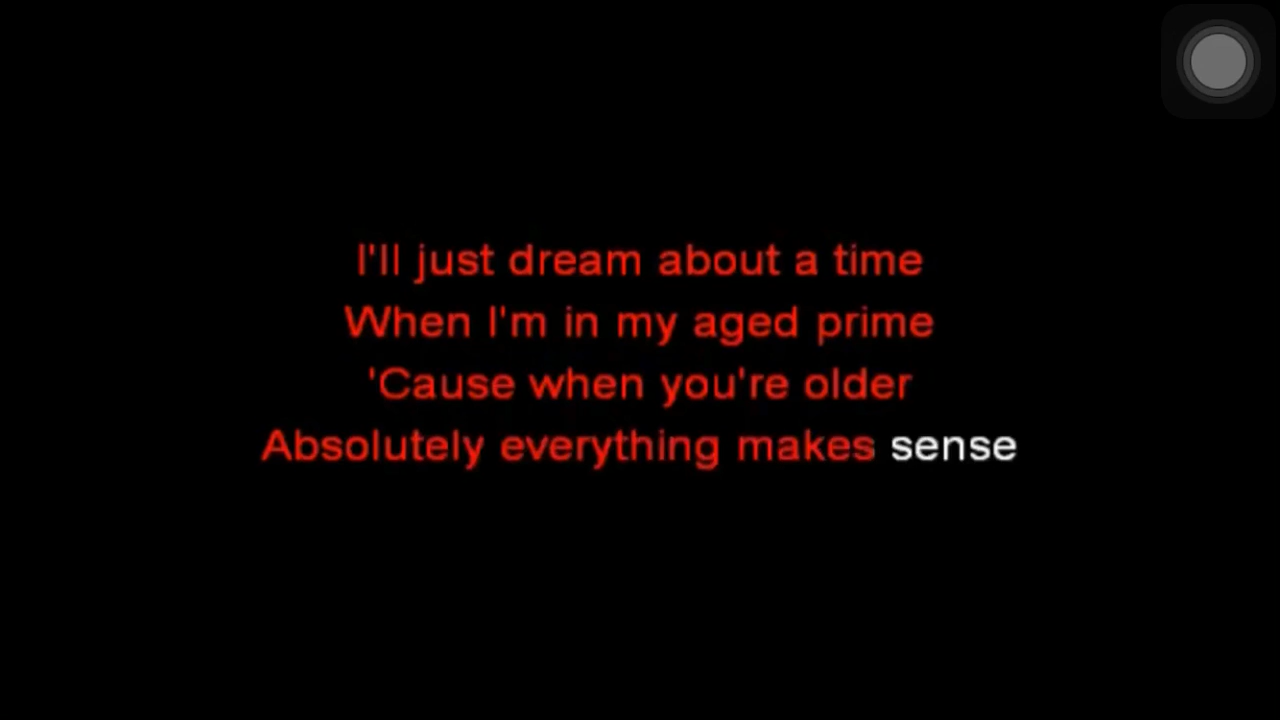 I'll just dream about a time
When I'm in my aged prime
'Cause when you're older
Absolutely everything makes sense